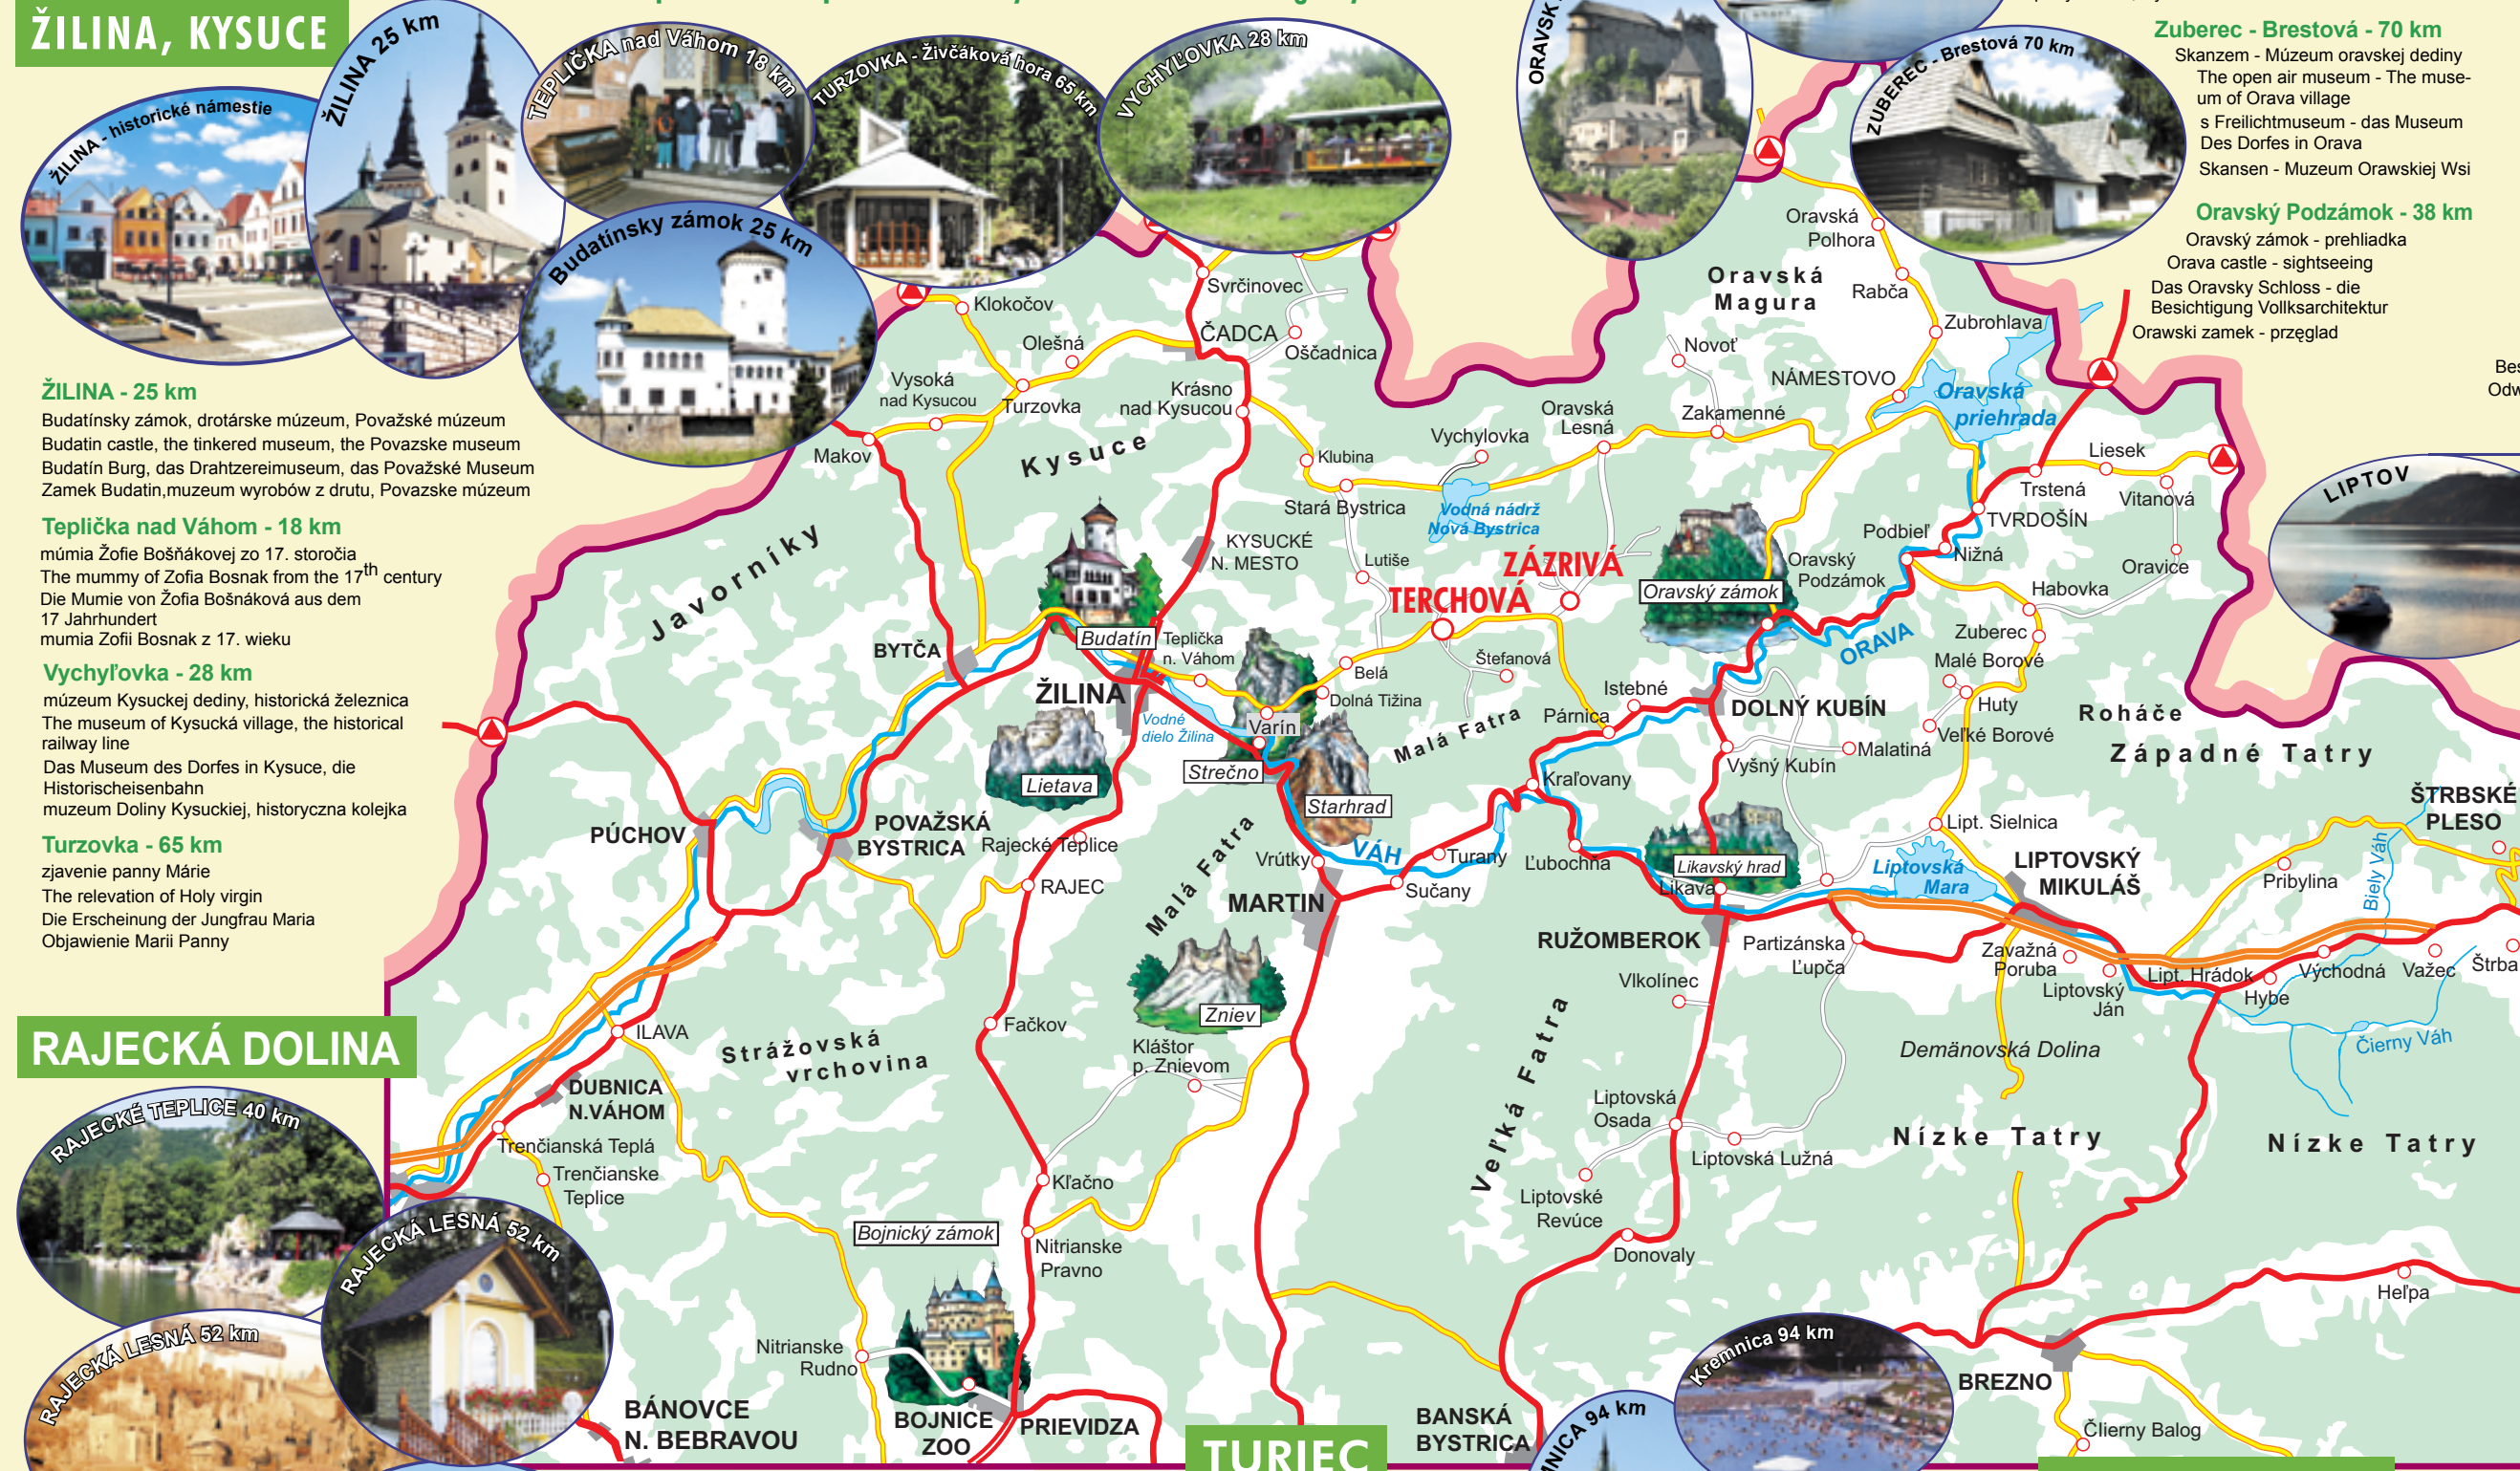 ŽILINA, KYSUCE
ŽILINA - historické námestie
ŽILINA 25 km
TEPLIČKA nad Váhom 18 km
TURZOVKA - Živčáková hora 65 km
VYCHYĽOVKA 28 km
Budatínsky zámok 25 km
ZUBEREC - Brestová 70 km
Zuberec - Brestová - 70 km
Skanzem - Múzeum oravskej dediny
The open air museum - The muse-
um of Orava village
s Freilichtmuseum - das Museum
Des Dorfes in Orava
Skansen - Muzeum Orawskiej Wsi
Oravský Podzámok - 38 km
Oravský zámok - prehliadka
Orava castle - sightseeing
Das Oravsky Schloss - die
Besichtigung Vollksarchitektur
Orawski zamek - przęglad
LIPTOV
ŽILINA - 25 km
Budatínsky zámok, drotárske múzeum, Považské múzeum
Budatin castle, the tinkered museum, the Povazske museum
Budatín Burg, das Drahtzereimuseum, das Považské Museum
Zamek Budatin,muzeum wyrobów z drutu, Povazske múzeum
Teplička nad Váhom - 18 km
múmia Žofie Bošňákovej zo 17. storočia
The mummy of Zofia Bosnak from the 17th century
Die Mumie von Žofia Bošnáková aus dem
17 Jahrhundert
mumia Zofii Bosnak z 17. wieku
Vychyľovka - 28 km
múzeum Kysuckej dediny, historická železnica
The museum of Kysucká village, the historical
railway line
Das Museum des Dorfes in Kysuce, die
Historischeisenbahn
muzeum Doliny Kysuckiej, historyczna kolejka
Turzovka - 65 km
zjavenie panny Márie
The relevation of Holy virgin
Die Erscheinung der Jungfrau Maria
Objawienie Marii Panny
RAJECKÁ DOLINA
RAJECKÉ TEPLICE 40 km
RAJECKÁ LESNÁ 52 km
RAJECKÁ LESNÁ 52 km
Klokočov
Olešná
Svrčinovec
ČADCA
Oščadnica
Vysoká
nad Kysucou
Turzovka
Krásno
nad Kysucou
Makov
Kysuce
Klubina
Stará Bystrica
Vychylovka
Vodná nádrž
Nová Bystrica
Oravská
Lesná
Novoť
Zakamenné
Oravská
Magura
Oravská
Polhora
Rabča
Zubrohlava
NÁMESTOVO
Oravská
priehrada
Liesek
Trstená
Vitanová
TVRDOŠÍN
Podbieľ
Nižná
Oravice
Habovka
Zuberec
Malé Borové
Huty
Veľké Borové
Malatiná
Roháče
Západné Tatry
Javorníky
KYSUCKÉ
N. MESTO
Lutiše
ZÁZRIVÁ
TERCHOVÁ
Oravský
Podzámok
Oravský zámok
ORAVA
Budatín
Teplička
n. Váhom
BYTČA
ŽILINA
Vodné
dielo Žilina
Belá
Dolná Tižina
Varín
Štefanová
Istebné
Párnica
DOLNÝ KUBÍN
Vyšný Kubín
Malá Fatra
Kraľovany
Lietava
Strečno
Starhrad
PÚCHOV
POVAŽSKÁ
BYSTRICA
Rajecké Teplice
RAJEC
Malá Fatra
Vrútky
VÁH
Turany
Sučany
Ľubochňa
MARTIN
Likavský hrad
Likava
RUŽOMBEROK
Lipt. Sielnica
Liptovská
Mara
LIPTOVSKÝ
MIKULÁŠ
ŠTRBSKÉ
PLESO
Pribylina
Biely Váh
Partizánska
Ľupča
Zavažná
Poruba
Liptovský
Ján
Lipt. Hrádok
Hybe
Východná
Važec
Štrba
Čierny Váh
Vlkolínec
Demänovská Dolina
ILAVA
Fačkov
Zniev
Kláštor
p. Znievom
Strážovská
vrchovina
DUBNICA
N.VÁHOM
Trenčianská Teplá
Trenčianske
Teplice
Kľačno
Veľká Fatra
Liptovská
Osada
Liptovská Lužná
Liptovské
Revúce
Donovaly
Nízke Tatry
Nízke Tatry
Bojnický zámok
Nitrianske
Pravno
Nitrianske
Rudno
BOJNICE
ZOO
PRIEVIDZA
BÁNOVCE
N. BEBRAVOU
TURIEC
BANSKÁ
BYSTRICA
Kremnica 94 km
BREZNO
Heľpa
Člierny Balog